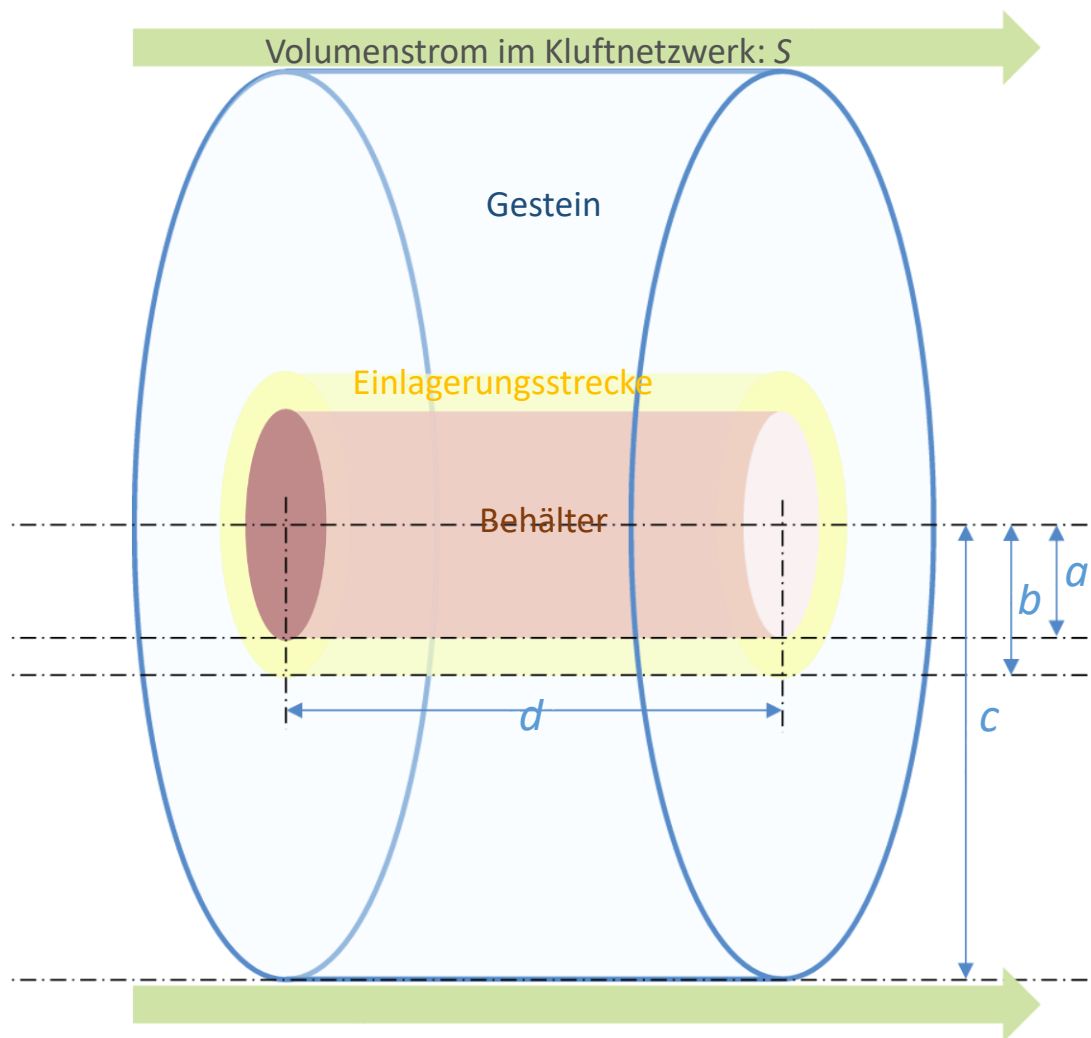 Volumenstrom im Kluftnetzwerk: S
Gestein
Einlagerungsstrecke
Behälter
a
b
c
d